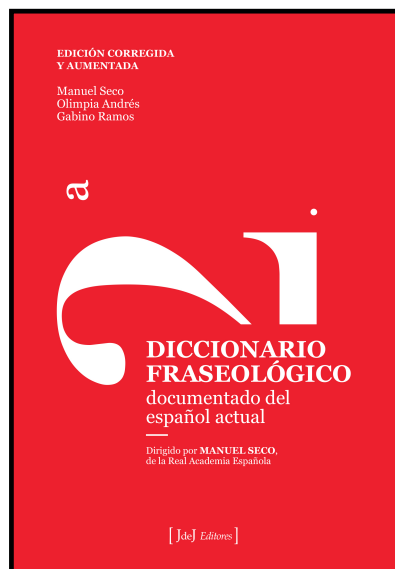 EDICIÓN CORREGIDA
Y AUMENTADA
Manuel Seco
Olimpia Andrés
Gabino Ramos
a
DICCIONARIO
FRASEOLÓGICO
documentado del
español actual
Dirigido por MANUEL SECO,
de la Real Academia Española
[ JdeJ Editores ]